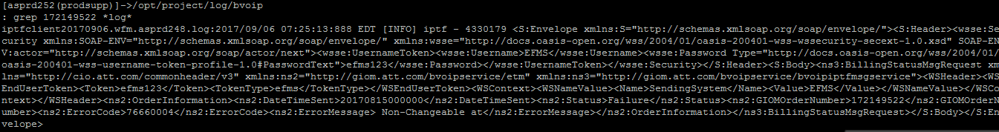 [asprd252(prodsupp)]->/opt/project/log/bvoip
: grep 172149522 *log*
iptfclient20170906.wfm.asprd248.log:2017/09/06 07:25:13:888 EDT [INFO] iptf - 4330179 <S:Envelope xmlns:S="http://schemas.xmlsoap.org/soap/envelope/"><S:Header><wsse:Se
curity xmlns:SOAP-ENV="http://schemas.xmlsoap.org/soap/envelope/" xmlns:wsse="http://docs.oasis-open.org/wss/2004/01/oasis-200401-wss-wssecurity-secext-1.0.xsd" SOAP-EN
V:actor="http://schemas.xmlsoap.org/soap/actor/next"><wsse:UsernameToken><wsse:Username>EFMS</wsse:Username><wsse:Password Type="http://docs.oasis-open.org/wss/2004/01/
oasis-200401-wss-username-token-profile-1.0#PasswordText">efms123</wsse:Password></wsse:UsernameToken></wsse:Security></S:Header><S:Body><ns3:BillingStatusMsgRequest xm
lns="http://cio.att.com/commonheader/v3" xmlns:ns2="http://giom.att.com/bvoipservice/etm" xmlns:ns3="http://giom.att.com/bvoipservice/bvoipiptfmsgservice"><WSHeader><WS
EndUserToken><Token>efms123</Token><TokenType>efms</TokenType></WSEndUserToken><WSContext><WSNameValue><Name>SendingSystem</Name><Value>EFMS</Value></WSNameValue></WSCo
ntext></WSHeader><ns2:OrderInformation><ns2:DateTimeSent>20170815000000</ns2:DateTimeSent><ns2:Status>Failure</ns2:Status><ns2:GIOMOrderNumber>172149522</ns2:GIOMOrderN
umber><ns2:ErrorCode>76660004</ns2:ErrorCode><ns2:ErrorMessage> Non-Changeable at</ns2:ErrorMessage></ns2:OrderInformation></ns3:BillingStatusMsgRequest></S:Body></S:En
velope>